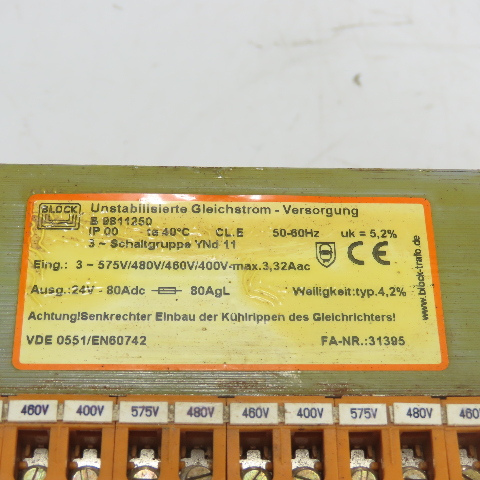 BLOCK
Unstabilisierte Gleichstrom - Versorgung
B 9811250
IP 00 ta 40°C CL.E 50-60Hz uk = 5,2%
3 ~ Schaltgruppe YNd 11
Eing.: 3 ~ 575V/480V/460V/400V-max.3,32Aac
Ausg.:24V - 80Adc 80AgL Welligkeit:typ.4,2%
Achtung!Senkrechter Einbau der Kühlrippen des Gleichrichters!
VDE 0551/EN60742 FA-NR.:31395
www.block-trafo.de
460V 400V 575V 480V 460V 400V 575V 480V 460